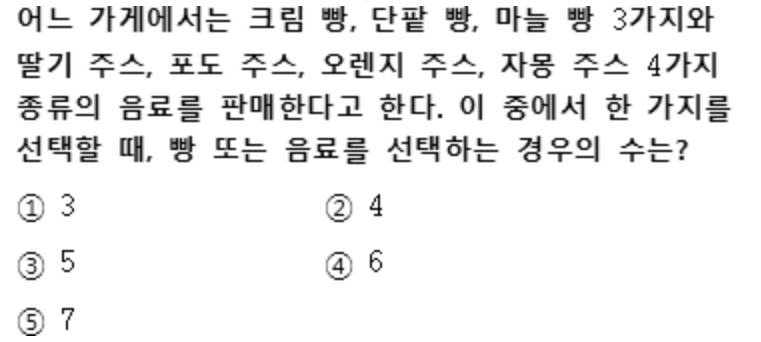 어느 가게에서는 크림 빵, 단팥 빵, 마늘 빵 3가지와
딸기 주스, 포도 주스, 오렌지 주스, 자몽 주스 4가지
종류의 음료를 판매한다고 한다. 이 중에서 한 가지를
선택할 때, 빵 또는 음료를 선택하는 경우의 수는?
① 3 ② 4
③ 5 ④ 6
⑤ 7